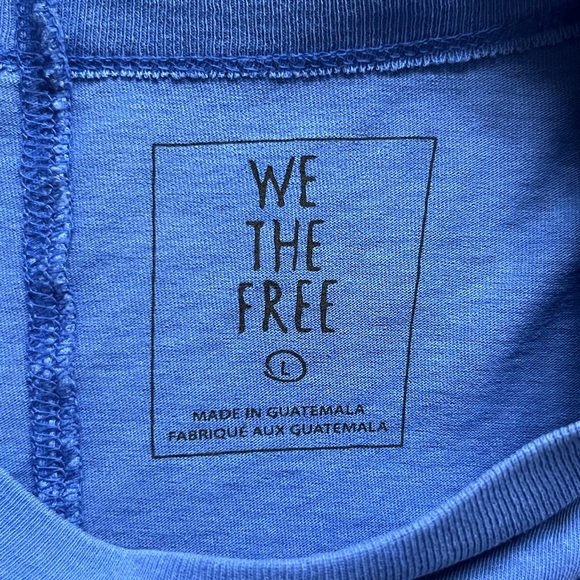 WE
THE
FREE
L
MADE IN GUATEMALA
FABRIQUÉ AUX GUATEMALA